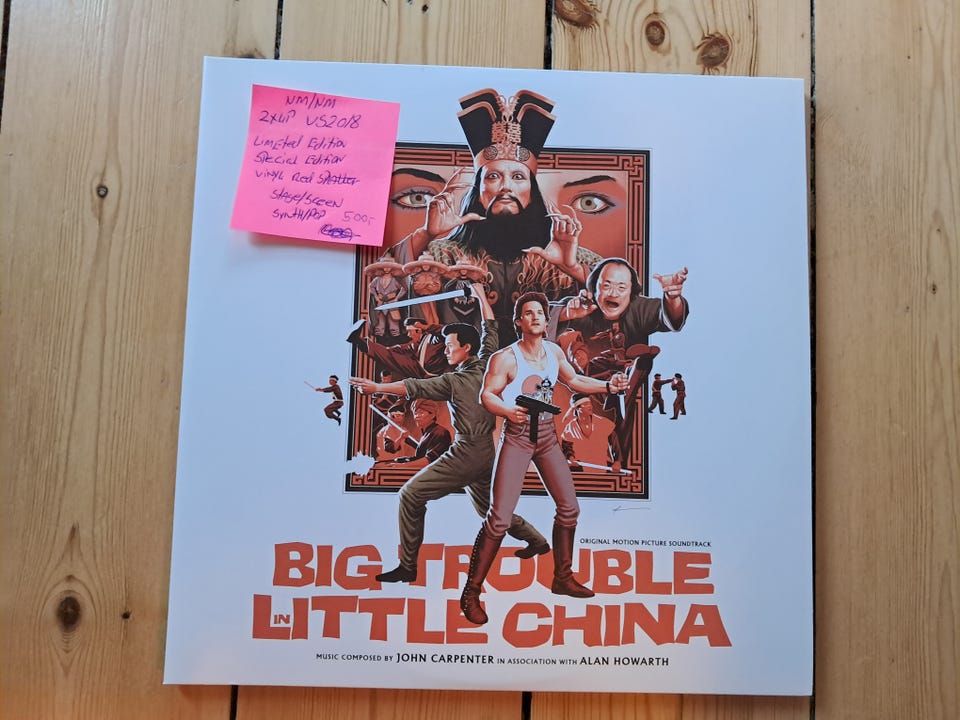 NM/NM
2xLP US2018
Limited Edition
Special Edition
Vinyl Red Splatter
Stage/Screen
Synth/Pop 500,-
ORIGINAL MOTION PICTURE SOUNDTRACK
BIG TROUBLE
IN LITTLE CHINA
MUSIC COMPOSED BY JOHN CARPENTER IN ASSOCIATION WITH ALAN HOWARTH